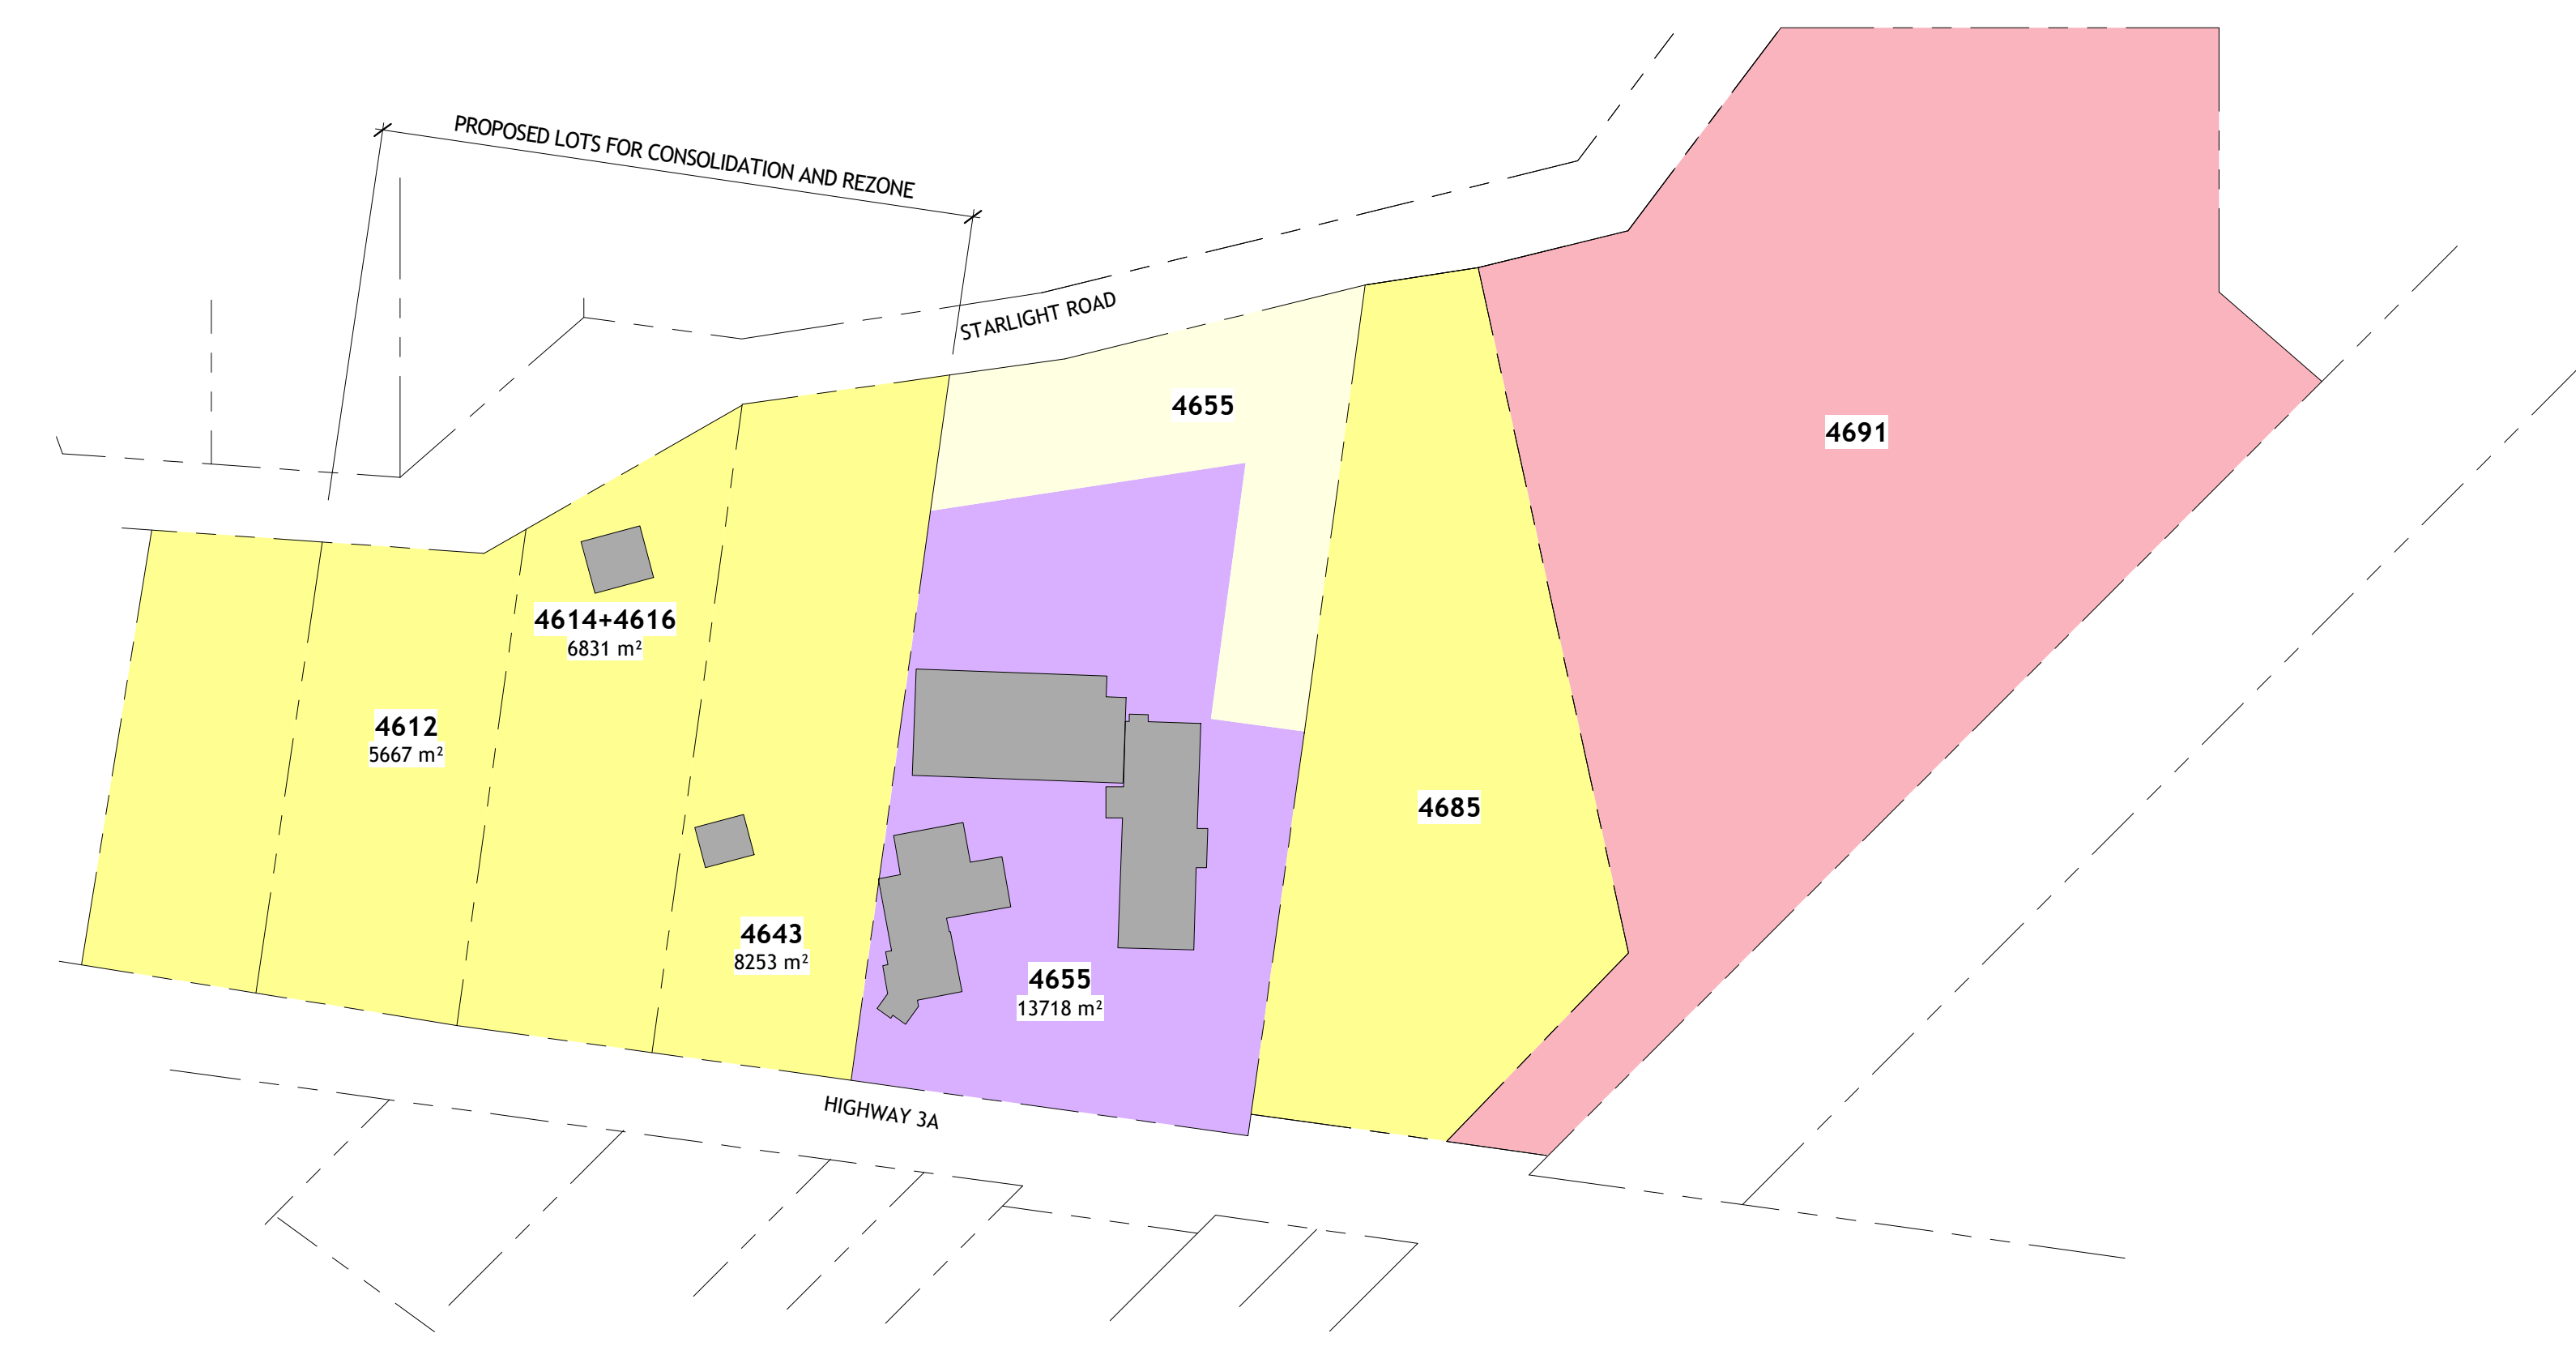 PROPOSED LOTS FOR CONSOLIDATION AND REZONE
STARLIGHT ROAD
4655
4691
4614+4616
6831 m²
4612
5667 m²
4685
4643
8253 m²
4655
13718 m²
HIGHWAY 3A